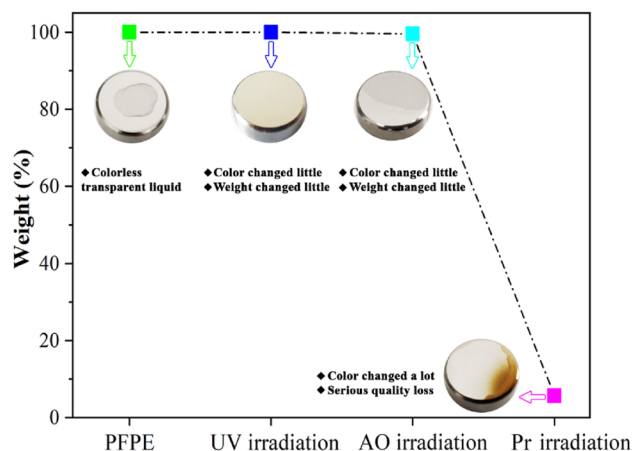 100
80
60
40
20
0
Weight (%)
◆ Colorless
transparent liquid
◆ Color changed little
◆ Weight changed little
◆ Color changed little
◆ Weight changed little
◆ Color changed a lot
◆ Serious quality loss
PFPE
UV irradiation
AO irradiation
Pr irradiation